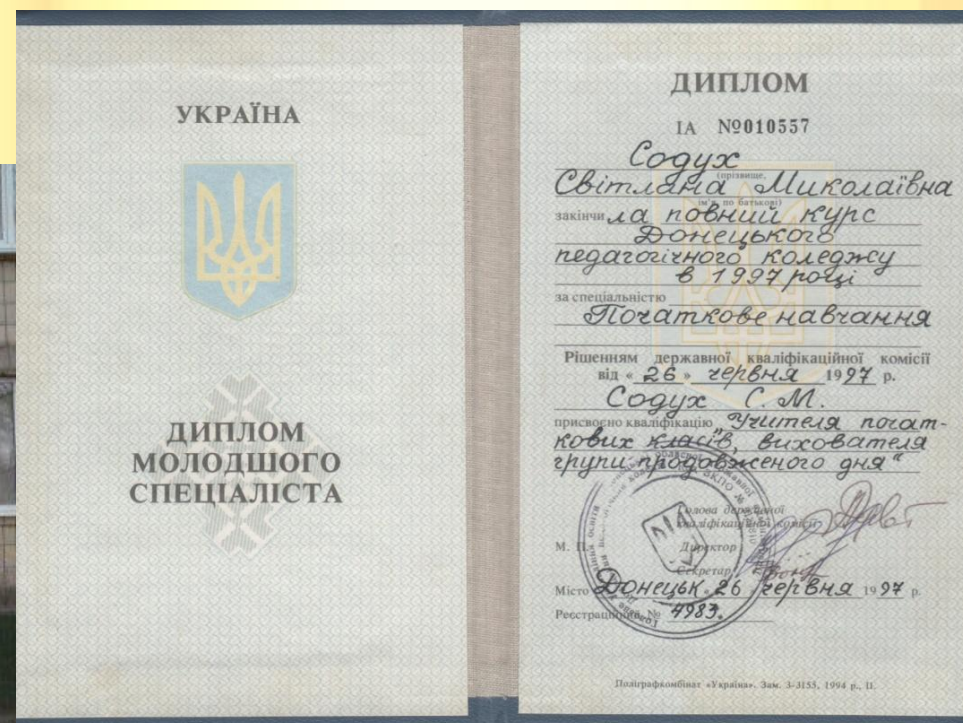 УКРАЇНА
ДИПЛОМ
МОЛОДШОГО
СПЕЦІАЛІСТА
ДИПЛОМ
ІА №010557
Содух
(прізвище,
Світлана Миколаївна
ім'я, по батькові)
закінчила повний курс
Донецького
педагогічного коледжу
в 1997 році
за спеціальністю
Початкове навчання
Рішенням державної кваліфікаційної комісії
від « 26 » червня 1997 р.
Содух С. М.
присвоєно кваліфікацію „Учителя почат-
кових класів, вихователя
групи продовженого дня“
Голова державної
кваліфікаційної комісії
М. П. Директор
Секретар
Місто Донецьк « 26 » червня 1997 р.
Реєстраційний № 4983.
Поліграфкомбінат «Україна». Зам. 3-3153, 1994 р., II.